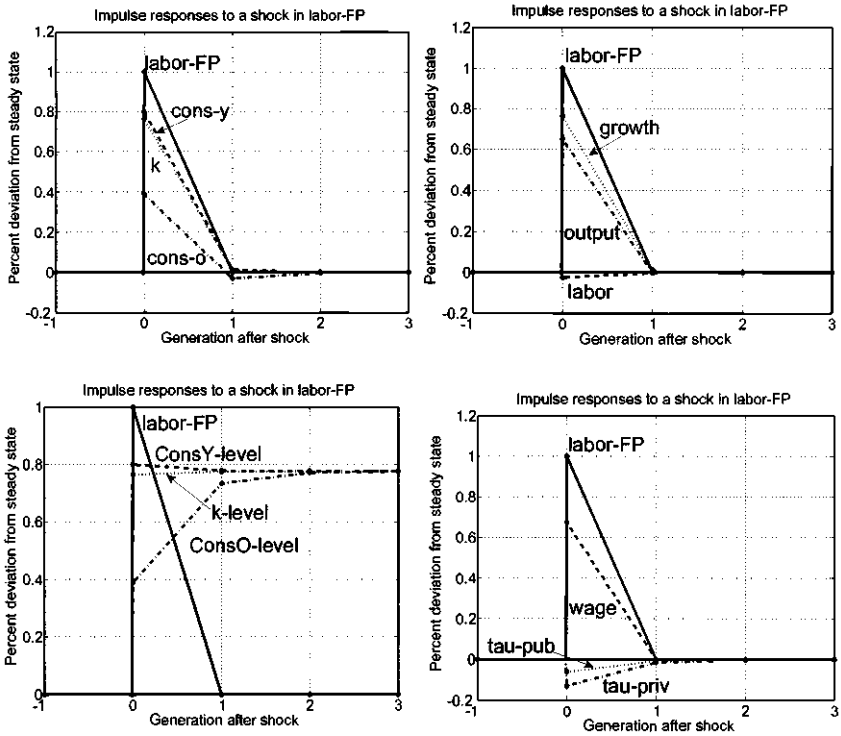 Impulse responses to a shock in labor-FP
Percent deviation from steady state
1.2
1
0.8
0.6
0.4
0.2
0
-0.2
labor-FP
cons-y
k
cons-o
-1
0
1
2
3
Generation after shock
Impulse responses to a shock in labor-FP
Percent deviation from steady state
1.2
1
0.8
0.6
0.4
0.2
0
-0.2
labor-FP
growth
output
labor
-1
0
1
2
3
Generation after shock
Impulse responses to a shock in labor-FP
Percent deviation from steady state
1
0.8
0.6
0.4
0.2
0
labor-FP
ConsY-level
k-level
ConsO-level
-1
0
1
2
3
Generation after shock
Impulse responses to a shock in labor-FP
Percent deviation from steady state
1.2
1
0.8
0.6
0.4
0.2
0
-0.2
labor-FP
wage
tau-pub
tau-priv
-1
0
1
2
3
Generation after shock